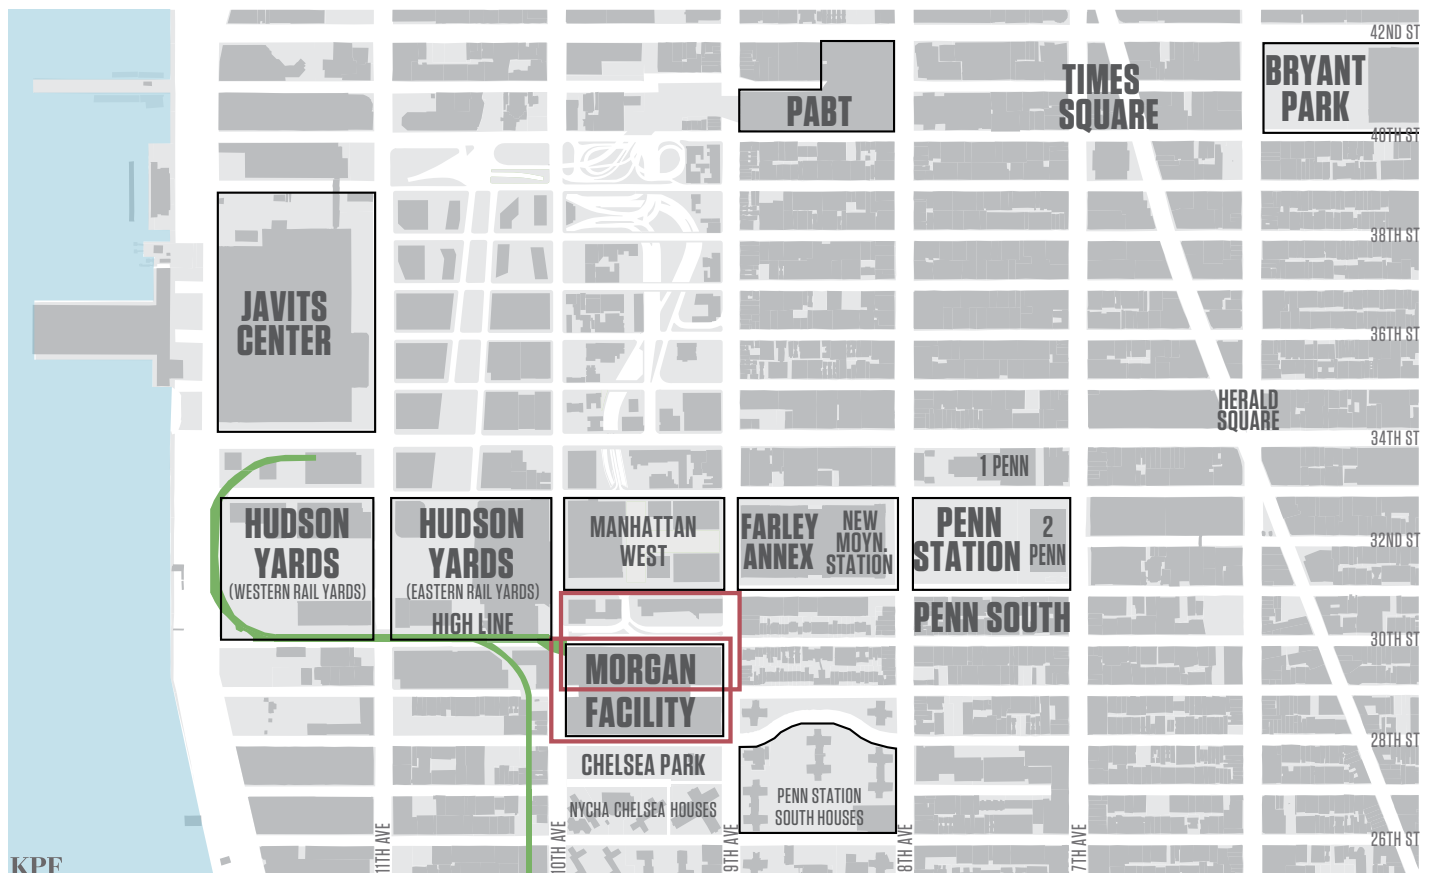 42ND ST
TIMES
SQUARE
BRYANT
PARK
PABT
40TH ST
38TH ST
JAVITS
CENTER
36TH ST
HERALD
SQUARE
34TH ST
1 PENN
HUDSON
YARDS
(WESTERN RAIL YARDS)
HUDSON
YARDS
(EASTERN RAIL YARDS)
HIGH LINE
MANHATTAN
WEST
FARLEY
ANNEX
NEW
MOYN.
STATION
PENN
STATION
2
PENN
32ND ST
PENN SOUTH
30TH ST
MORGAN
FACILITY
28TH ST
CHELSEA PARK
NYCHA CHELSEA HOUSES
PENN STATION
SOUTH HOUSES
26TH ST
11TH AVE
10TH AVE
9TH AVE
8TH AVE
7TH AVE
KPF